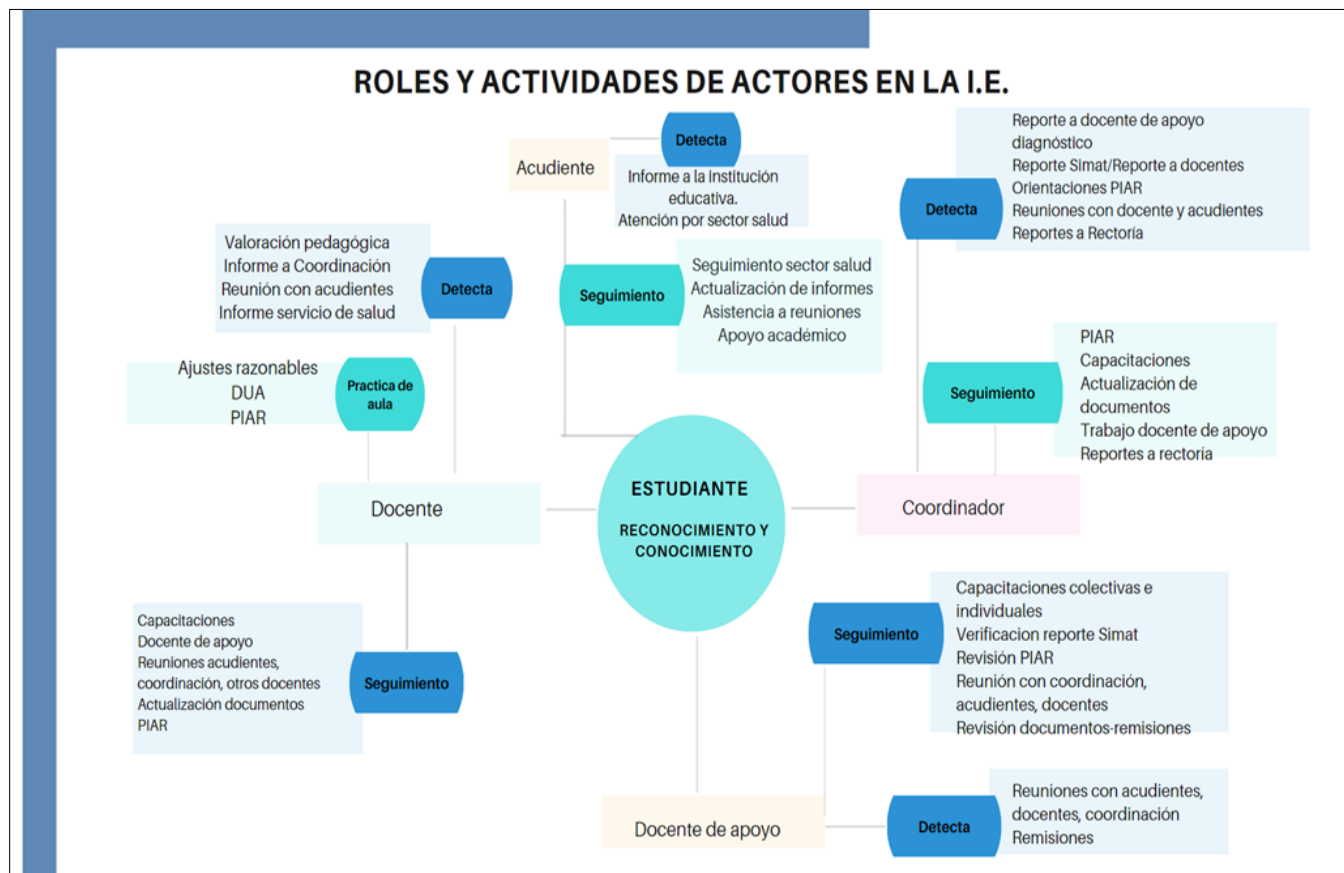 ROLES Y ACTIVIDADES DE ACTORES EN LA I.E.
Acudiente
Detecta
Informe a la institución
educativa.
Atención por sector salud
Seguimiento
Seguimiento sector salud
Actualización de informes
Asistencia a reuniones
Apoyo académico
Detecta
Reporte a docente de apoyo
diagnóstico
Reporte Simat/Reporte a docentes
Orientaciones PIAR
Reuniones con docente y acudientes
Reportes a Rectoría
Seguimiento
PIAR
Capacitaciones
Actualización de
documentos
Trabajo docente de apoyo
Reportes a rectoría
Coordinador
Valoración pedagógica
Informe a Coordinación
Reunión con acudientes
Informe servicio de salud
Detecta
Ajustes razonables
DUA
PIAR
Practica de
aula
Docente
ESTUDIANTE
RECONOCIMIENTO Y
CONOCIMIENTO
Capacitaciones
Docente de apoyo
Reuniones acudientes,
coordinación, otros docentes
Actualización documentos
PIAR
Seguimiento
Seguimiento
Capacitaciones colectivas e
individuales
Verificacion reporte Simat
Revisión PIAR
Reunión con coordinación,
acudientes, docentes
Revisión documentos-remisiones
Docente de apoyo
Detecta
Reuniones con acudientes,
docentes, coordinación
Remisiones